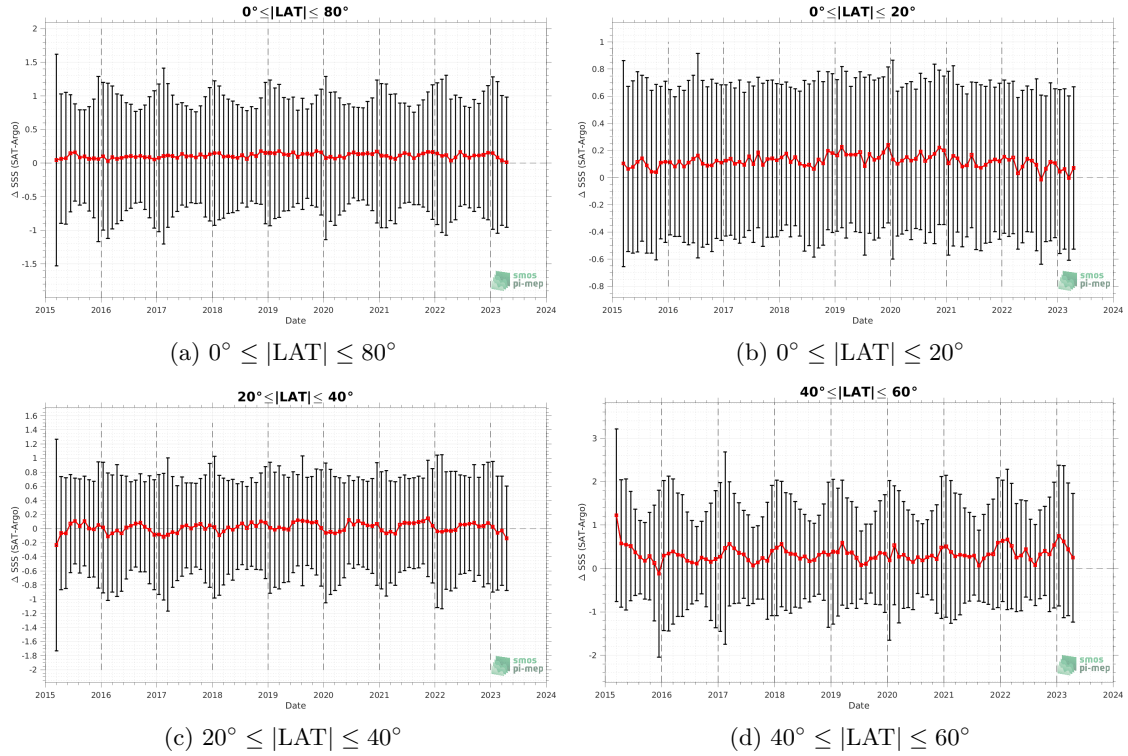 0°≤|LAT|≤ 80°
2
1.5
1
0.5
0
-0.5
-1
-1.5
Δ SSS (SAT-Argo)
2015 2016 2017 2018 2019 2020 2021 2022 2023 2024
Date
smos
pi-mep
(a) 0° ≤ |LAT| ≤ 80°
0°≤|LAT|≤ 20°
1
0.8
0.6
0.4
0.2
0
-0.2
-0.4
-0.6
-0.8
Δ SSS (SAT-Argo)
2015 2016 2017 2018 2019 2020 2021 2022 2023 2024
Date
smos
pi-mep
(b) 0° ≤ |LAT| ≤ 20°
20°≤|LAT|≤ 40°
1.6
1.4
1.2
1
0.8
0.6
0.4
0.2
0
-0.2
-0.4
-0.6
-0.8
-1
-1.2
-1.4
-1.6
-1.8
-2
Δ SSS (SAT-Argo)
2015 2016 2017 2018 2019 2020 2021 2022 2023 2024
Date
smos
pi-mep
(c) 20° ≤ |LAT| ≤ 40°
40°≤|LAT|≤ 60°
3
2
1
0
-1
-2
Δ SSS (SAT-Argo)
2015 2016 2017 2018 2019 2020 2021 2022 2023 2024
Date
smos
pi-mep
(d) 40° ≤ |LAT| ≤ 60°